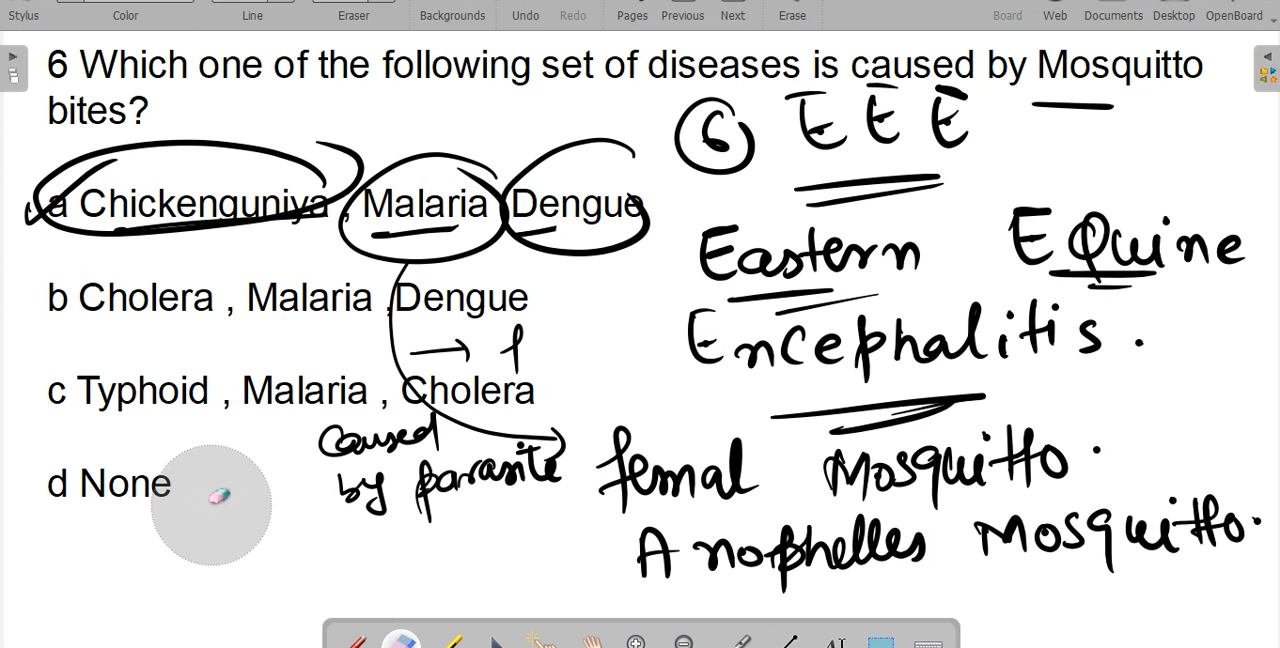 Stylus Color Line Eraser Backgrounds Undo Redo Pages Previous Next Erase Board Web Documents Desktop OpenBoard
6 Which one of the following set of diseases is caused by Mosquitto
bites?
6 E E E
a Chickenguniya , Malaria Dengue
Eastern EQuine
b Cholera , Malaria ,Dengue
Encephalitis.
c Typhoid , Malaria , Cholera
caused
by parasite femal Mosquitto.
d None
Anophelles Mosquitto.